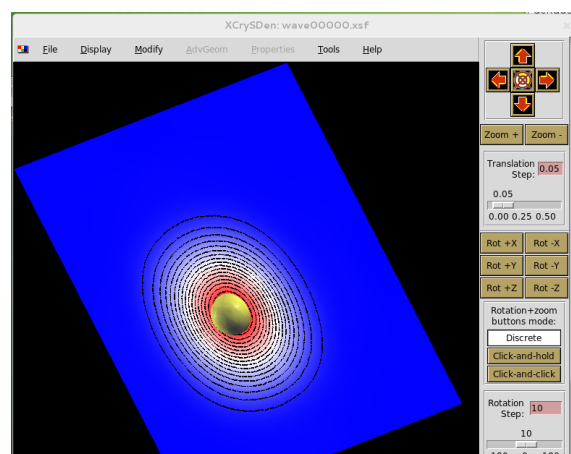 XCrySDen: wave00000.xsf
File Display Modify AdvGeom Properties Tools Help
Zoom + Zoom -
Translation
Step: 0.05
0.05
0.00 0.25 0.50
Rot +X Rot -X
Rot +Y Rot -Y
Rot +Z Rot -Z
Rotation+zoom
buttons mode:
Discrete
Click-and-hold
Click-and-click
Rotation
Step: 10
10